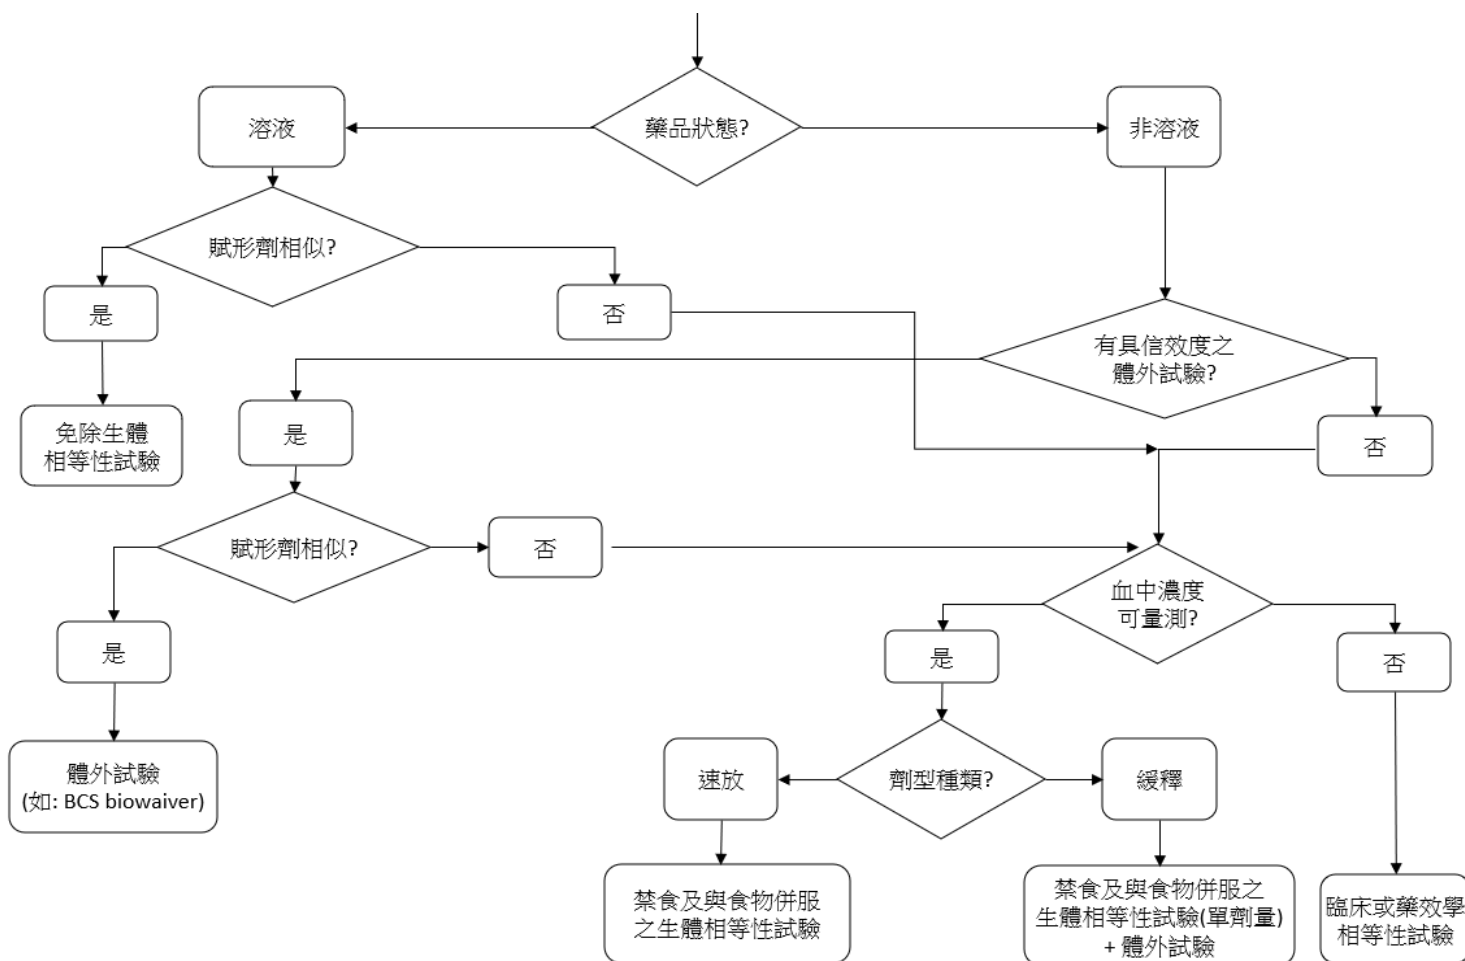 藥品狀態?
溶液
非溶液
賦形劑相似?
是
否
有具信效度之
體外試驗?
免除生體
相等性試驗
是
否
賦形劑相似?
否
血中濃度
可量測?
是
是
否
體外試驗
(如: BCS biowaiver)
速放
劑型種類?
緩釋
禁食及與食物併服
之生體相等性試驗
禁食及與食物併服之
生體相等性試驗(單劑量)
+ 體外試驗
臨床或藥效學
相等性試驗